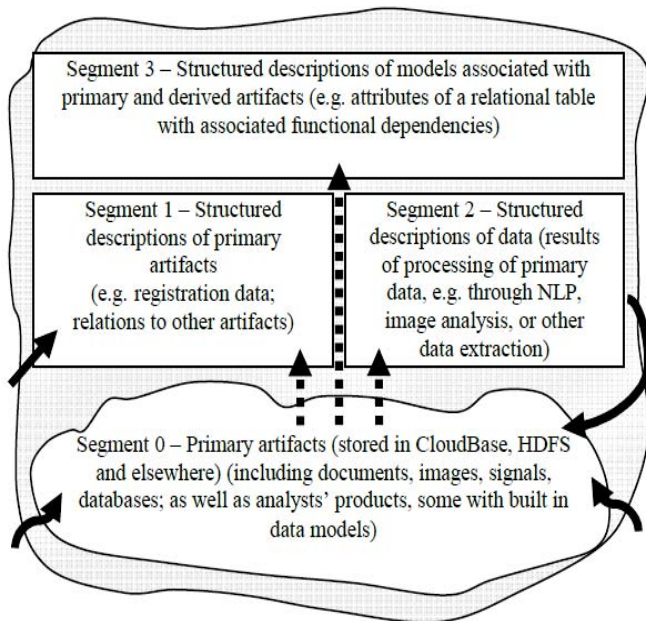 Segment 3 – Structured descriptions of models associated with
primary and derived artifacts (e.g. attributes of a relational table
with associated functional dependencies)
Segment 1 – Structured
descriptions of primary
artifacts
(e.g. registration data;
relations to other artifacts)
Segment 2 – Structured
descriptions of data (results
of processing of primary
data, e.g. through NLP,
image analysis, or other
data extraction)
Segment 0 – Primary artifacts (stored in CloudBase, HDFS
and elsewhere) (including documents, images, signals,
databases; as well as analysts’ products, some with built in
data models)